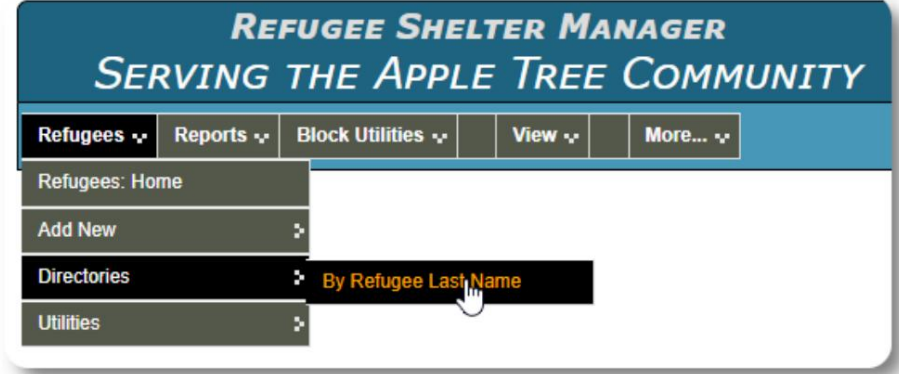 REFUGEE SHELTER MANAGER
SERVING THE APPLE TREE COMMUNITY
Refugees Reports Block Utilities View More...
Refugees: Home
Add New
Directories By Refugee Last Name
Utilities